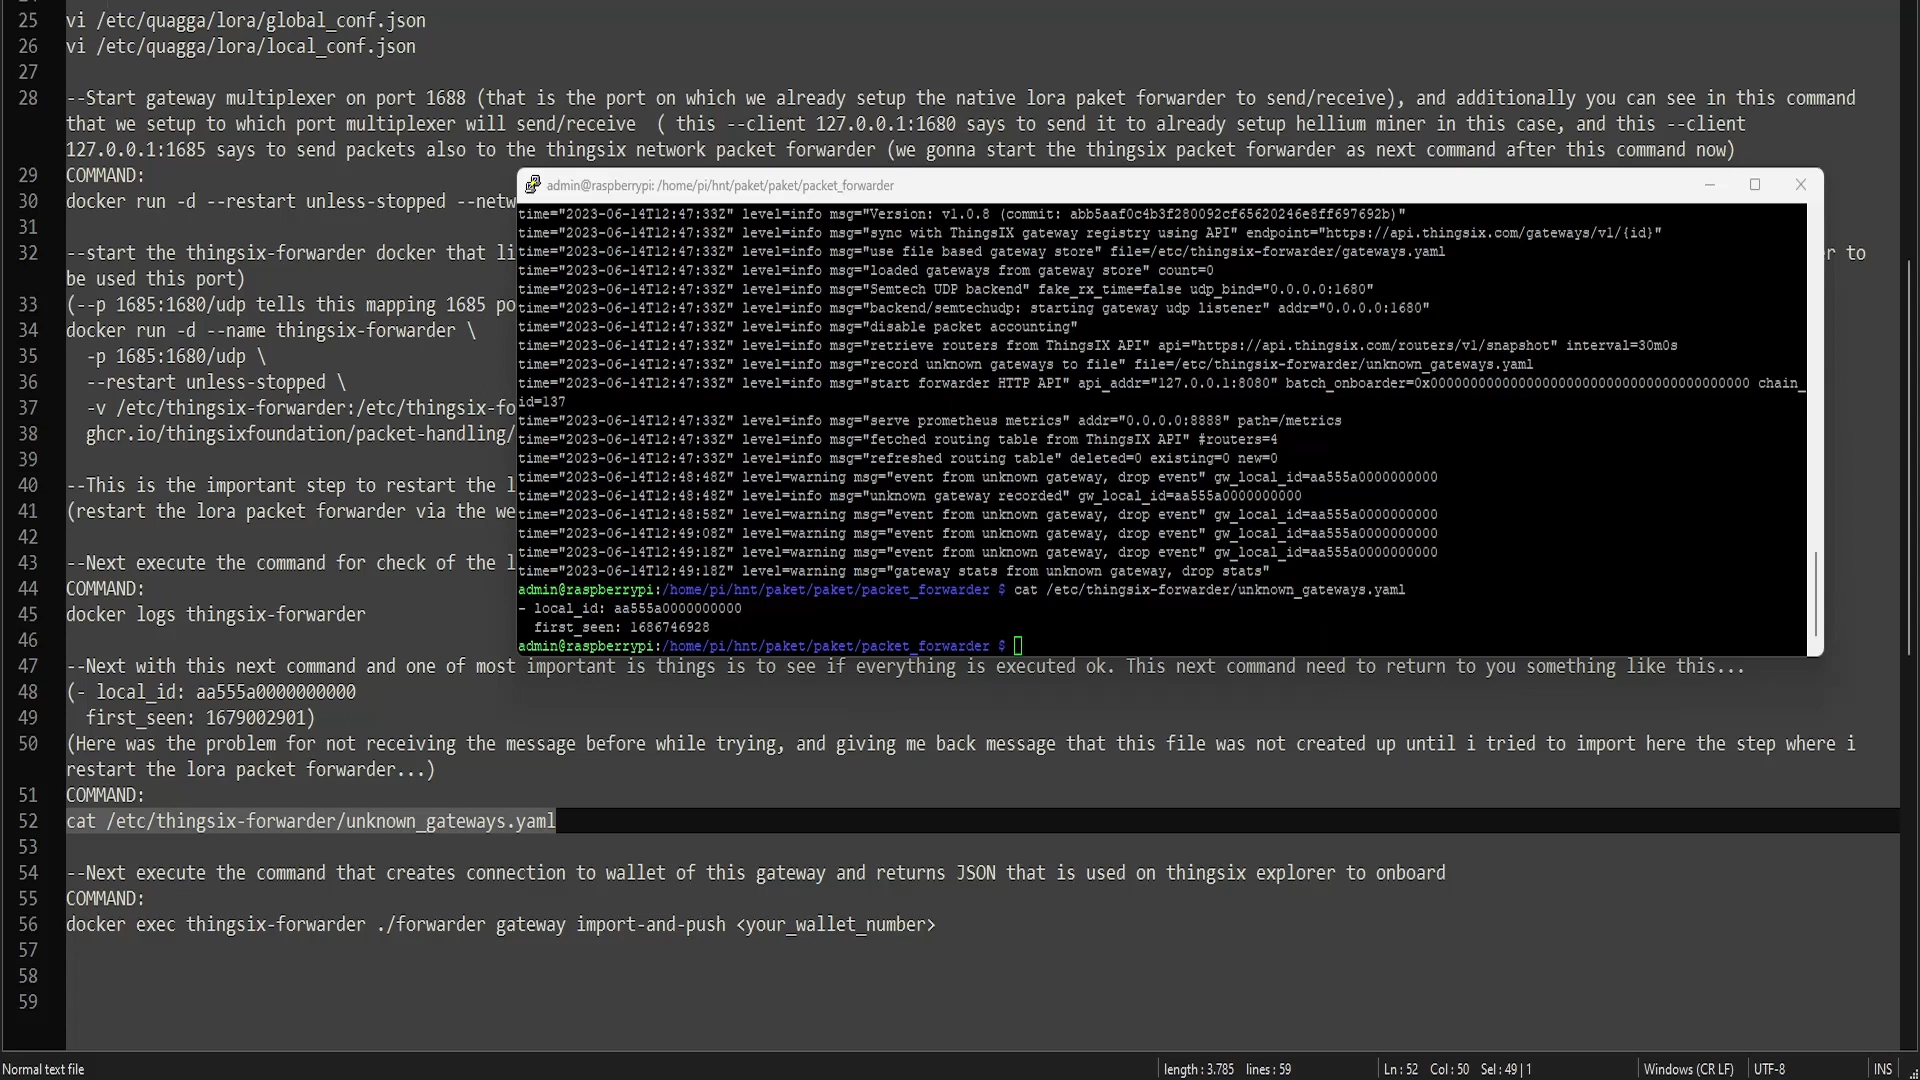 25 vi /etc/quagga/lora/global_conf.json
26 vi /etc/quagga/lora/local_conf.json
27
28 --Start gateway multiplexer on port 1688 (that is the port on which we already setup the native lora paket forwarder to send/receive), and additionally you can see in this command
that we setup to which port multiplexer will send/receive  ( this --client 127.0.0.1:1680 says to send it to already setup hellium miner in this case, and this --client
127.0.0.1:1685 says to send packets also to the thingsix network packet forwarder (we gonna start the thingsix packet forwarder as next command after this command now)
29 COMMAND:
30 docker run -d --restart unless-stopped --netw
31
32 --start the thingsix-forwarder docker that li
r to
be used this port)
33 (--p 1685:1680/udp tells this mapping 1685 po
34 docker run -d --name thingsix-forwarder \
35 -p 1685:1680/udp \
36 --restart unless-stopped \
37 -v /etc/thingsix-forwarder:/etc/thingsix-fo
38 ghcr.io/thingsixfoundation/packet-handling/
39
40 --This is the important step to restart the l
41 (restart the lora packet forwarder via the we
42
43 --Next execute the command for check of the l
44 COMMAND:
45 docker logs thingsix-forwarder
46
admin@raspberrypi: /home/pi/hnt/paket/paket/packet_forwarder
time="2023-06-14T12:47:33Z" level=info msg="Version: v1.0.8 (commit: abb5aaf0c4b3f280092cf65620246e8ff697692b)"
time="2023-06-14T12:47:33Z" level=info msg="sync with ThingsIX gateway registry using API" endpoint="https://api.thingsix.com/gateways/v1/{id}"
time="2023-06-14T12:47:33Z" level=info msg="use file based gateway store" file=/etc/thingsix-forwarder/gateways.yaml
time="2023-06-14T12:47:33Z" level=info msg="loaded gateways from gateway store" count=0
time="2023-06-14T12:47:33Z" level=info msg="Semtech UDP backend" fake_rx_time=false udp_bind="0.0.0.0:1680"
time="2023-06-14T12:47:33Z" level=info msg="backend/semtechudp: starting gateway udp listener" addr="0.0.0.0:1680"
time="2023-06-14T12:47:33Z" level=info msg="disable packet accounting"
time="2023-06-14T12:47:33Z" level=info msg="retrieve routers from ThingsIX API" api="https://api.thingsix.com/routers/v1/snapshot" interval=30m0s
time="2023-06-14T12:47:33Z" level=info msg="record unknown gateways to file" file=/etc/thingsix-forwarder/unknown_gateways.yaml
time="2023-06-14T12:47:33Z" level=info msg="start forwarder HTTP API" api_addr="127.0.0.1:8080" batch_onboarder=0x0000000000000000000000000000000000000000 chain_
id=137
time="2023-06-14T12:47:33Z" level=info msg="serve prometheus metrics" addr="0.0.0.0:8888" path=/metrics
time="2023-06-14T12:47:33Z" level=info msg="fetched routing table from ThingsIX API" #routers=4
time="2023-06-14T12:47:33Z" level=info msg="refreshed routing table" deleted=0 existing=0 new=0
time="2023-06-14T12:48:48Z" level=warning msg="event from unknown gateway, drop event" gw_local_id=aa555a0000000000
time="2023-06-14T12:48:48Z" level=info msg="unknown gateway recorded" gw_local_id=aa555a0000000000
time="2023-06-14T12:48:58Z" level=warning msg="event from unknown gateway, drop event" gw_local_id=aa555a0000000000
time="2023-06-14T12:49:08Z" level=warning msg="event from unknown gateway, drop event" gw_local_id=aa555a0000000000
time="2023-06-14T12:49:18Z" level=warning msg="event from unknown gateway, drop event" gw_local_id=aa555a0000000000
time="2023-06-14T12:49:18Z" level=warning msg="gateway stats from unknown gateway, drop stats"
admin@raspberrypi:/home/pi/hnt/paket/paket/packet_forwarder $ cat /etc/thingsix-forwarder/unknown_gateways.yaml
- local_id: aa555a0000000000
first_seen: 1686746928
admin@raspberrypi:/home/pi/hnt/paket/paket/packet_forwarder $
47 --Next with this next command and one of most important is things is to see if everything is executed ok. This next command need to return to you something like this...
48 (- local_id: aa555a0000000000
49 first_seen: 1679002901)
50 (Here was the problem for not receiving the message before while trying, and giving me back message that this file was not created up until i tried to import here the step where i
restart the lora packet forwarder...)
51 COMMAND:
52 cat /etc/thingsix-forwarder/unknown_gateways.yaml
53
54 --Next execute the command that creates connection to wallet of this gateway and returns JSON that is used on thingsix explorer to onboard
55 COMMAND:
56 docker exec thingsix-forwarder ./forwarder gateway import-and-push <your_wallet_number>
57
58
59
Normal text file length : 3.785 lines : 59 Ln : 52 Col : 50 Sel : 49 | 1 Windows (CR LF) UTF-8 INS